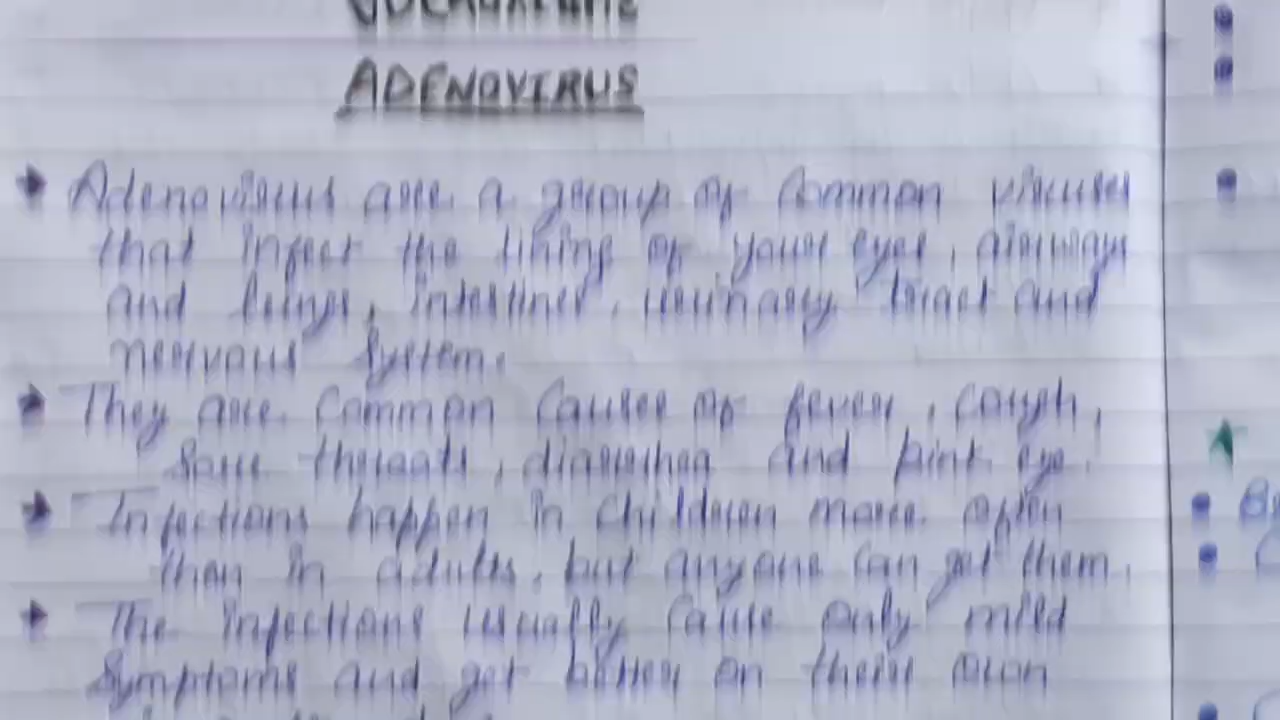 ADENOVIRUS
Adenovirus are a group of common viruses
that infect the lining of your eyes, airways
and lungs, intestines, urinary tract and
nervous system.
They are common causes of fever, cough,
Sore throats, diarrhea and pink eye.
Infections happen in children more often
than in adults, but anyone can get them.
The infections usually cause only mild
symptoms and get better on their own